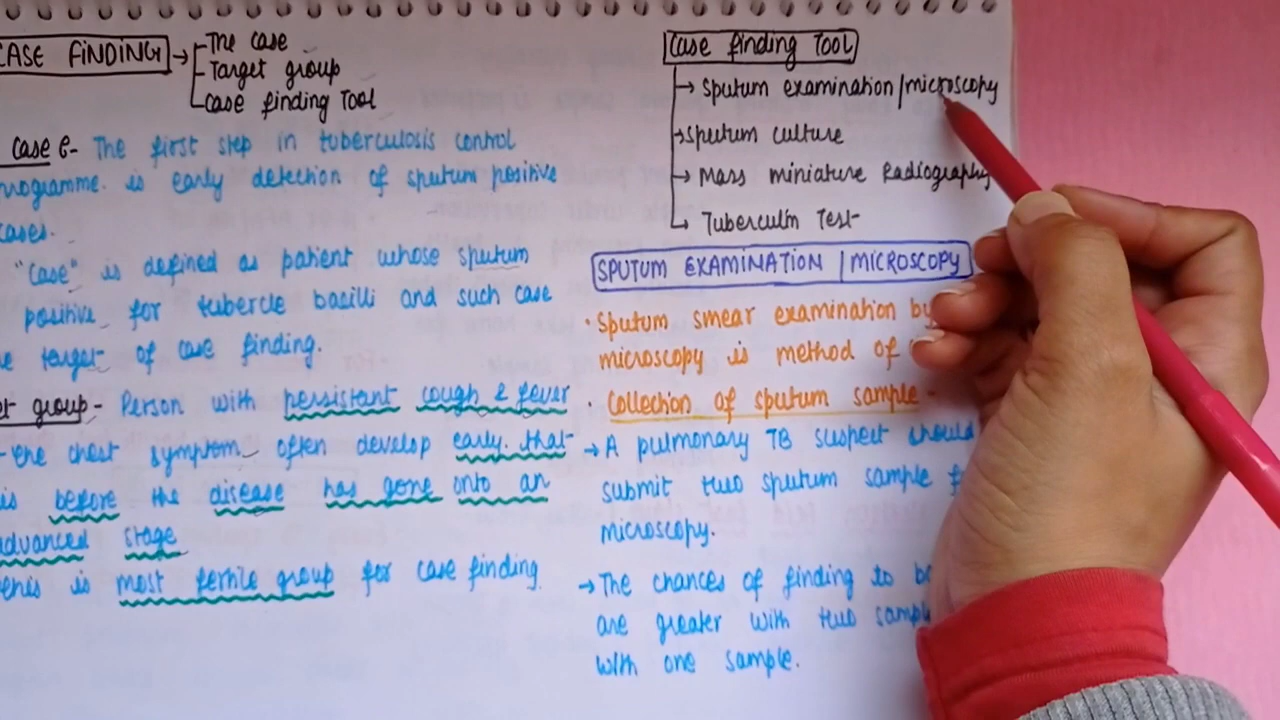 CASE FINDING → The case
Target group
Case finding Tool
Case :- The first step in tuberculosis control
programme. is early detection of sputum positive
cases.
"Case" is defined as patient whose sputum
positive for tubercle bacilli and such case
target of case finding.
group - Person with persistant cough & fever
the chest symptom often develop early. that
is before the disease has gone onto an
advanced stage
most fertile group for case finding.
Case finding Tool
→ Sputum examination/microscopy
→ Sputum culture
→ Mass miniature Radiography
Tuberculin Test
SPUTUM EXAMINATION / MICROSCOPY
• Sputum smear examination by
microscopy is method of
• Collection of sputum sample -
→ A pulmonary TB suspect should
submit two sputum sample
microscopy.
→ The chances of finding to
are greater with two
with one sample.